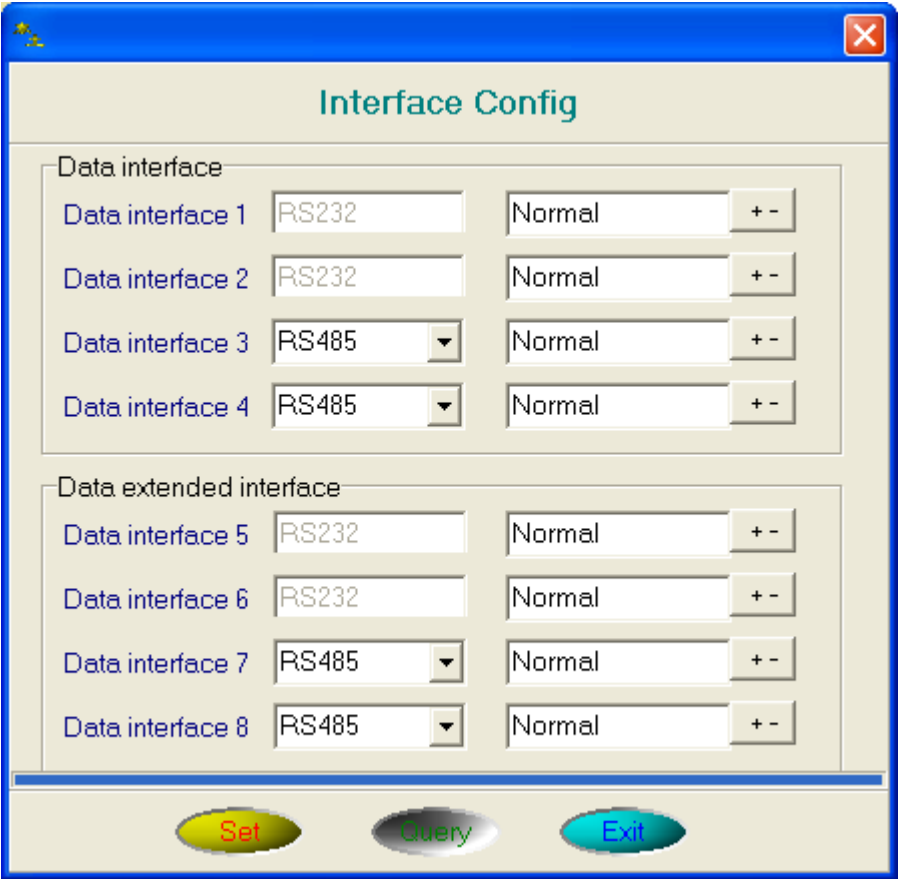 Interface Config
Data interface
Data interface 1 RS232 Normal + -
Data interface 2 RS232 Normal + -
Data interface 3 RS485 Normal + -
Data interface 4 RS485 Normal + -
Data extended interface
Data interface 5 RS232 Normal + -
Data interface 6 RS232 Normal + -
Data interface 7 RS485 Normal + -
Data interface 8 RS485 Normal + -
Set Query Exit